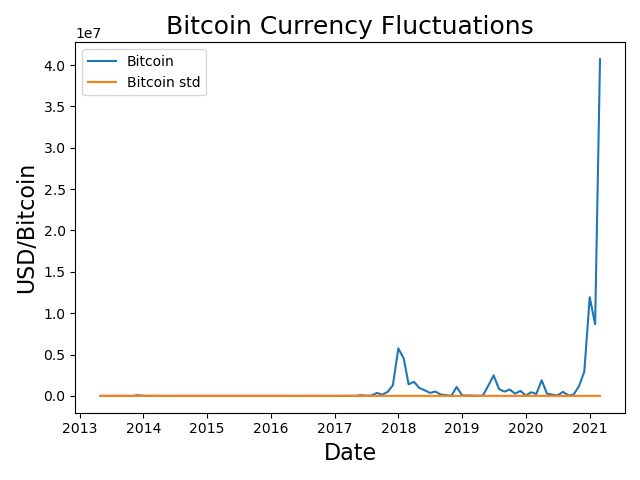 Bitcoin Currency Fluctuations
1e7
Bitcoin
Bitcoin std
4.0
3.5
3.0
2.5
2.0
1.5
1.0
0.5
0.0
USD/Bitcoin
2013 2014 2015 2016 2017 2018 2019 2020 2021
Date